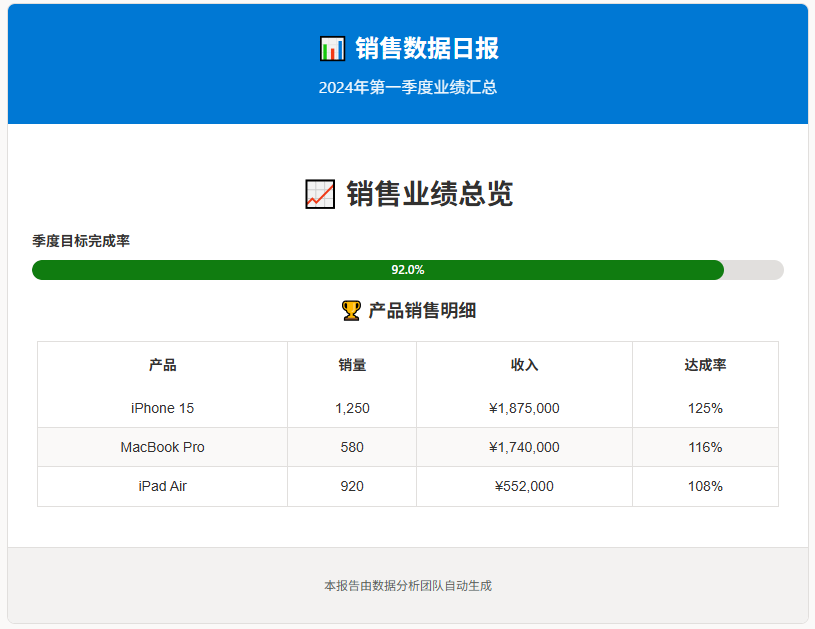 📊 销售数据日报
2024年第一季度业绩汇总
📈 销售业绩总览
季度目标完成率
92.0%
🏆 产品销售明细
产品 销量 收入 达成率
iPhone 15 1,250 ¥1,875,000 125%
MacBook Pro 580 ¥1,740,000 116%
iPad Air 920 ¥552,000 108%
本报告由数据分析团队自动生成